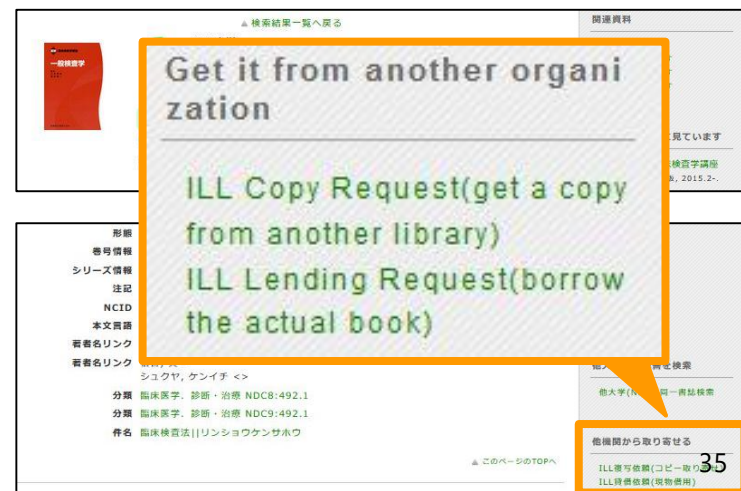 ▲ 検索結果一覧へ戻る
関連資料
一般検査学
見ています
検査学講座
, 2015.2-.
Get it from another organi
zation
ILL Copy Request(get a copy
from another library)
ILL Lending Request(borrow
the actual book)
形態
巻号情報
シリーズ情報
注記
NCID
本文言語
著者名リンク
著者名リンク
シュクヤ, ケンイチ <>
分類 臨床医学. 診断・治療 NDC8:492.1
分類 臨床医学. 診断・治療 NDC9:492.1
件名 臨床検査法||リンショウケンサホウ
▲ このページのTOPへ
を検索
他大学(N
同一書誌検索
他機関から取り寄せる
ILL複写依頼(コピー取り寄せ)
ILL貸借依頼(現物借用)
35